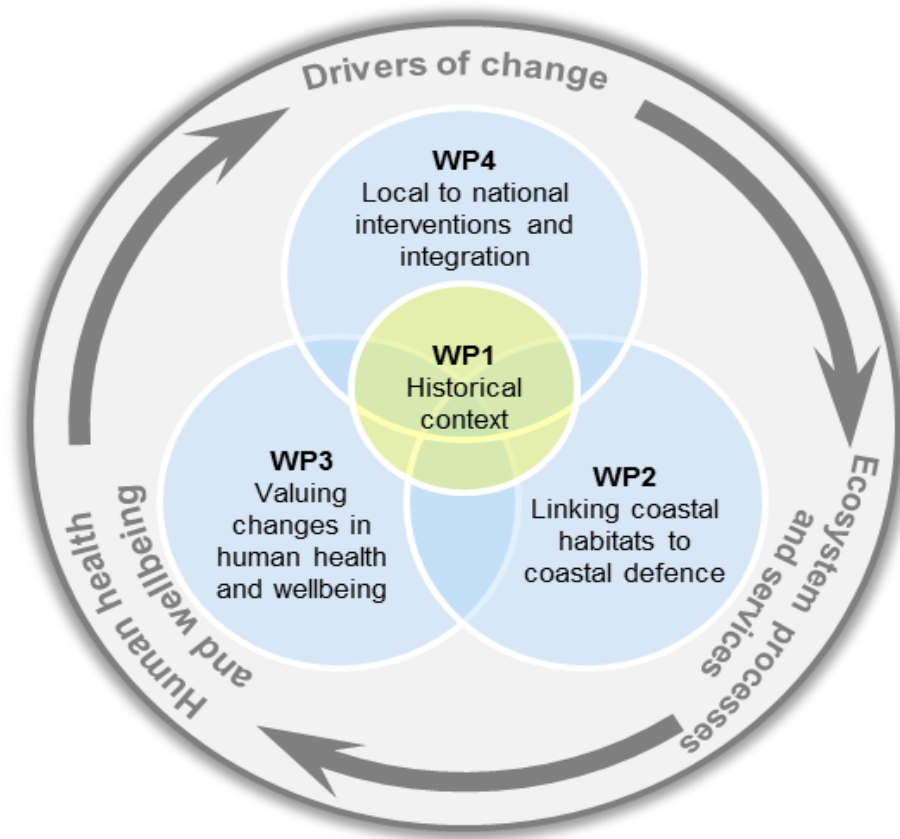 Drivers of change
WP4
Local to national
interventions and
integration
WP1
Historical
context
WP3
Valuing
changes in
human health
and wellbeing
WP2
Linking coastal
habitats to
coastal defence
Ecosystem processes
and services
Human health
and wellbeing